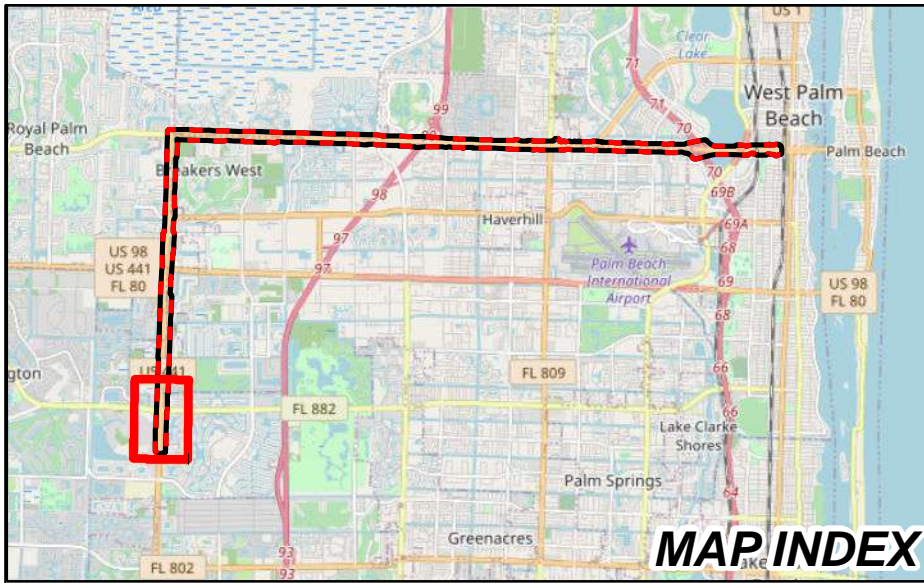 US 1
Clear
Lake
71
99
71
70
West Palm
Beach
Royal Palm
Beach
Palm Beach
70
Breakers West
98
69B
Haverhill
69A
97
68
US 98
US 441
FL 80
97
Palm Beach
International
Airport
69
US 98
FL 80
68
66
gton
FL 809
FL 882
66
Lake Clarke
Shores
Palm Springs
64
Greenacres
93
93
FL 802
MAP INDEX